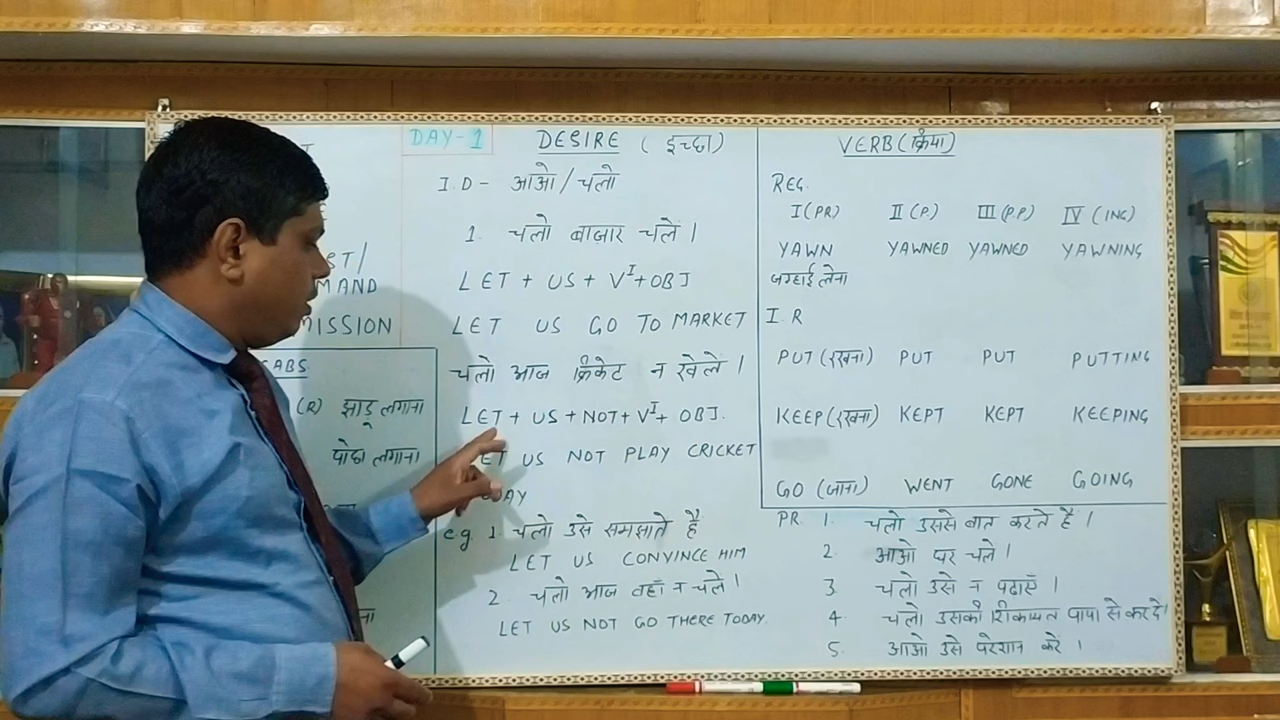 DAY-1
DESIRE (इच्छा)
I.D - आओ/चलो
1. चलो बाजार चलें।
LET + US + V^I + OBJ
LET US GO TO MARKET
चलो आज क्रिकेट न खेलें।
LET + US + NOT + V^I + OBJ.
US NOT PLAY CRICKET
eg. 1 चलो उसे समझाते हैं
LET US CONVINCE HIM
2. चलो आज वहाँ न चलें।
LET US NOT GO THERE TODAY.
MISSION
(R) झाडू लगाना
पोछा लगाना
VERB (क्रिया)
REG.
I (PR) II (P.) III (P.P) IV (ING)
YAWN YAWNED YAWNED YAWNING
जम्हाई लेना
I R
PUT (रखना) PUT PUT PUTTING
KEEP (रखना) KEPT KEPT KEEPING
GO (जाना) WENT GONE GOING
PR. 1. चलो उससे बात करते हैं।
2. आओ घर चलें।
3. चलो उसे न पढाएँ।
4. चलो उसकी शिकायत पापा से कर दें।
5. आओ उसे परेशान करें।